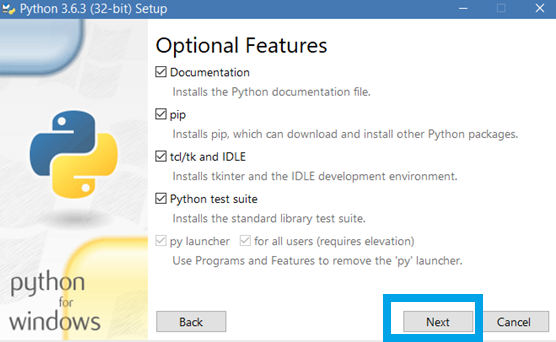 Python 3.6.3 (32-bit) Setup
Optional Features
Documentation
Installs the Python documentation file.
pip
Installs pip, which can download and install other Python packages.
tcl/tk and IDLE
Installs tkinter and the IDLE development environment.
Python test suite
Installs the standard library test suite.
py launcher for all users (requires elevation)
Use Programs and Features to remove the 'py' launcher.
python
for
windows
Back Next Cancel